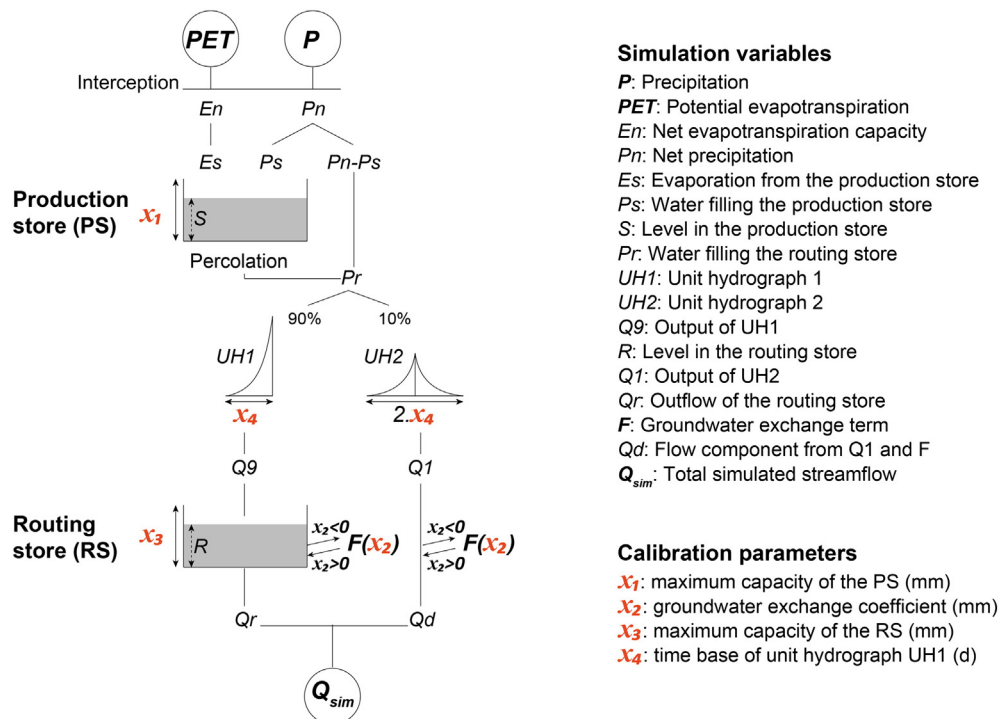 PET P
Interception
En Pn
Es Ps Pn-Ps
Production
store (PS)
x1 S
Percolation
Pr
90% 10%
UH1 UH2
x4 2.x4
Q9 Q1
Routing
store (RS)
x3 R
x2<0 F(x2) x2>0
x2<0 F(x2) x2>0
Qr Qd
Qsim
Simulation variables
P: Precipitation
PET: Potential evapotranspiration
En: Net evapotranspiration capacity
Pn: Net precipitation
Es: Evaporation from the production store
Ps: Water filling the production store
S: Level in the production store
Pr: Water filling the routing store
UH1: Unit hydrograph 1
UH2: Unit hydrograph 2
Q9: Output of UH1
R: Level in the routing store
Q1: Output of UH2
Qr: Outflow of the routing store
F: Groundwater exchange term
Qd: Flow component from Q1 and F
Qsim: Total simulated streamflow
Calibration parameters
x1: maximum capacity of the PS (mm)
x2: groundwater exchange coefficient (mm)
x3: maximum capacity of the RS (mm)
x4: time base of unit hydrograph UH1 (d)